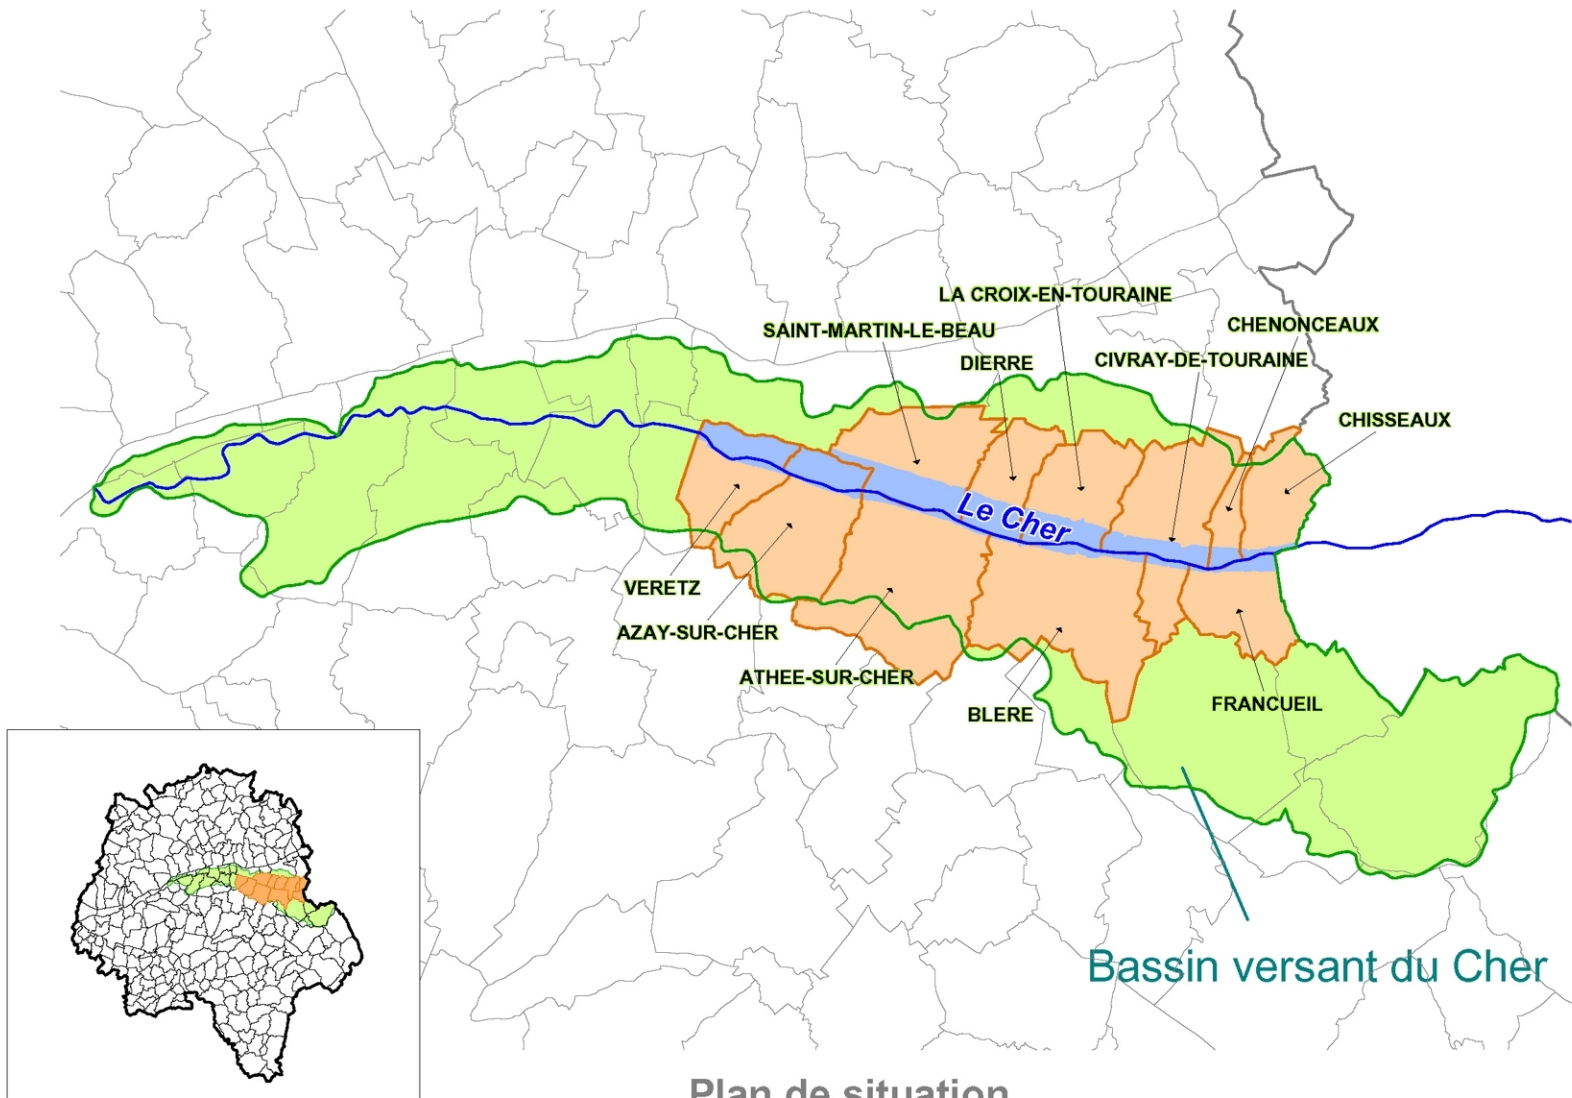 LA CROIX-EN-TOURAINE
SAINT-MARTIN-LE-BEAU
CHENONCEAUX
DIERRE
CIVRAY-DE-TOURAINE
CHISSEAUX
Le Cher
VERETZ
AZAY-SUR-CHER
ATHEE-SUR-CHER
BLERE
FRANCUEIL
Bassin versant du Cher
Plan de situation